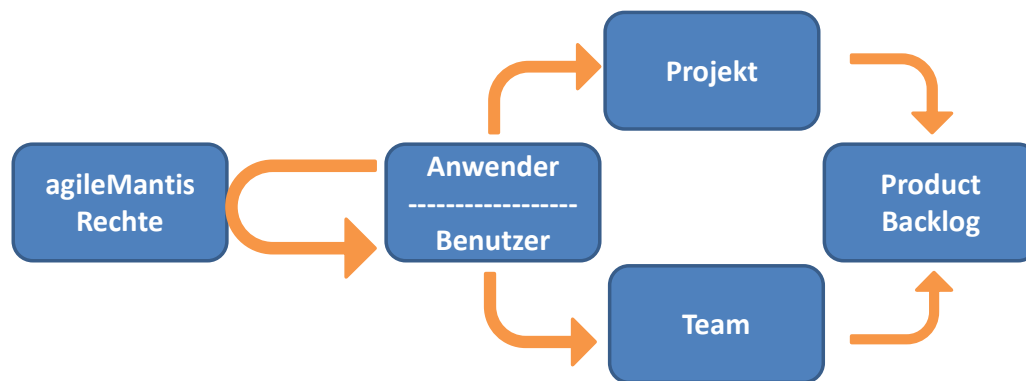 Projekt
agileMantis
Rechte
Anwender
------------------
Benutzer
Product
Backlog
Team